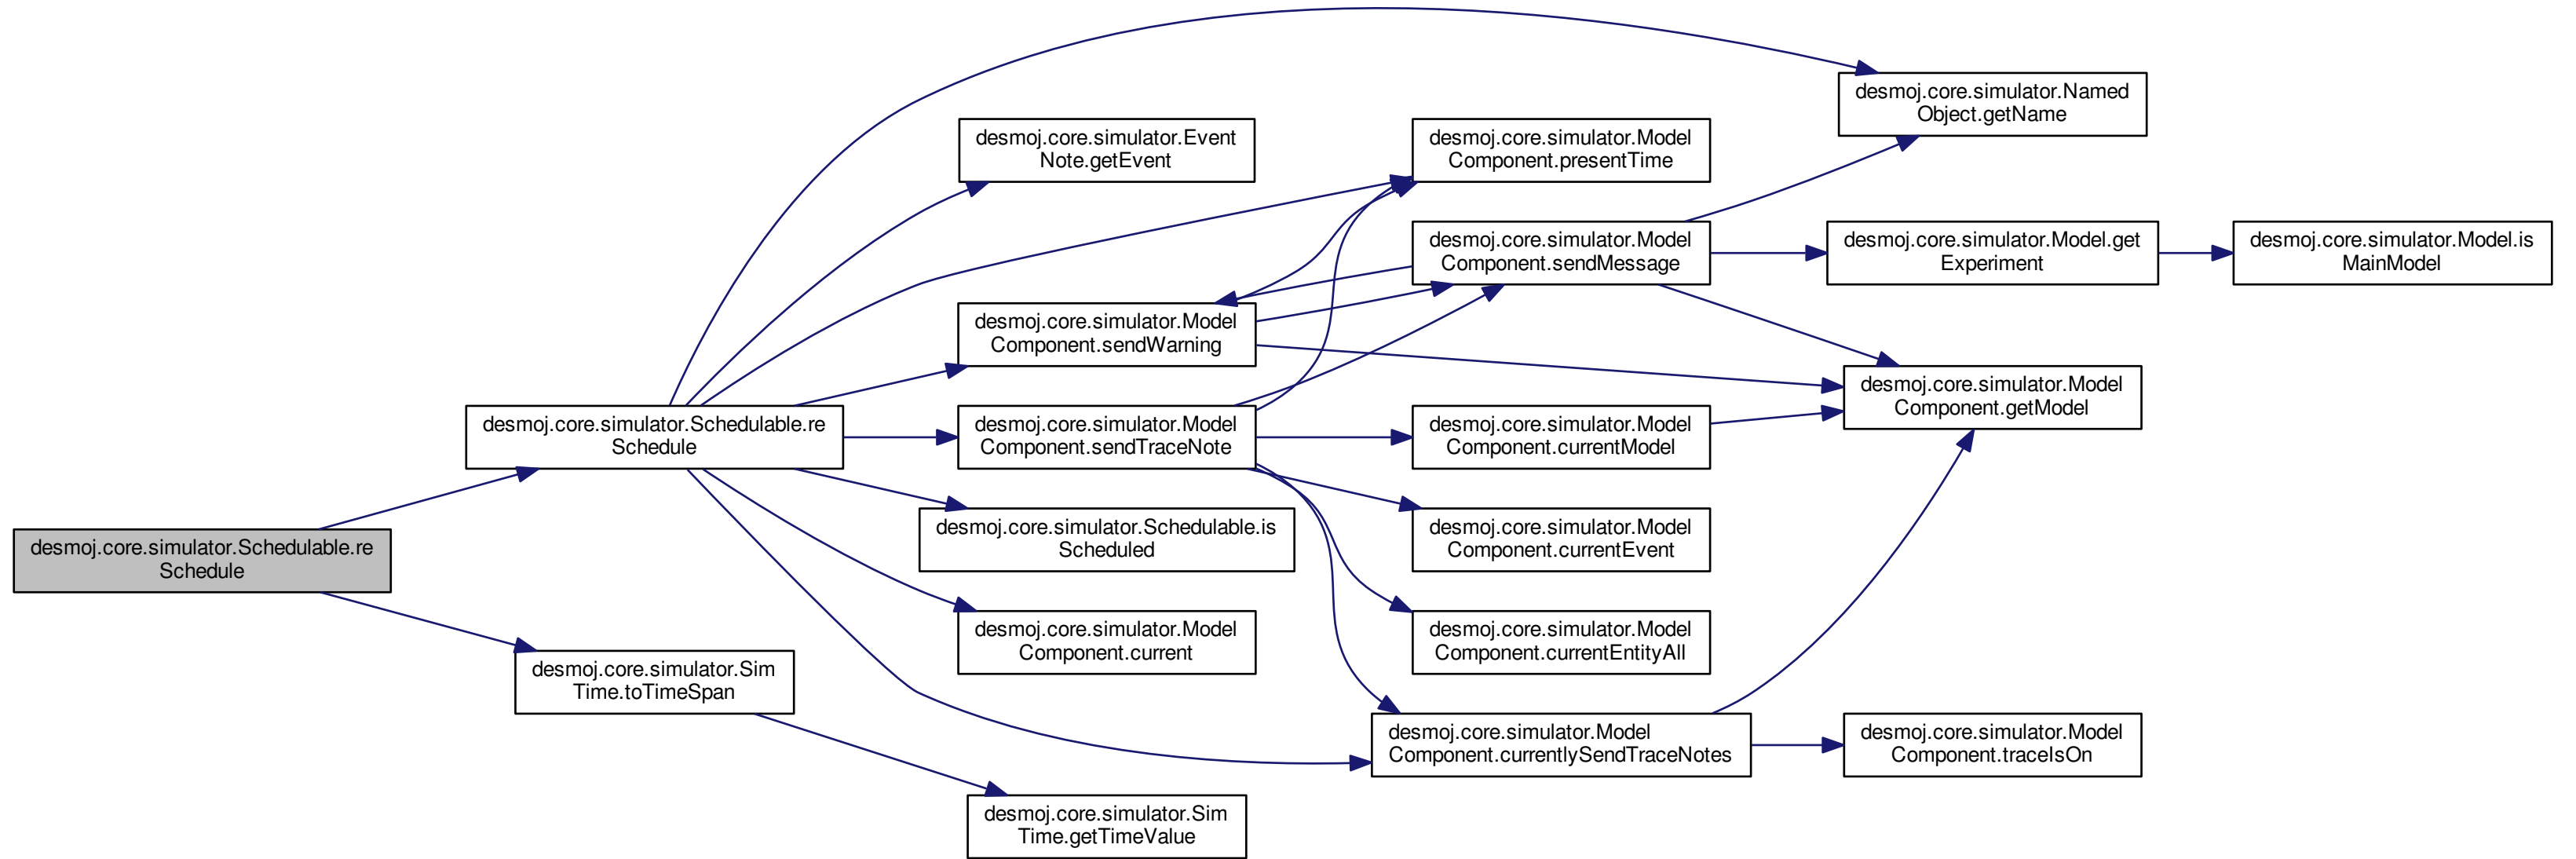 desmoj.core.simulator.Schedulable.re
Schedule
desmoj.core.simulator.Schedulable.re
Schedule
desmoj.core.simulator.Sim
Time.toTimeSpan
desmoj.core.simulator.Event
Note.getEvent
desmoj.core.simulator.Model
Component.sendWarning
desmoj.core.simulator.Model
Component.sendTraceNote
desmoj.core.simulator.Schedulable.is
Scheduled
desmoj.core.simulator.Model
Component.current
desmoj.core.simulator.Sim
Time.getTimeValue
desmoj.core.simulator.Model
Component.presentTime
desmoj.core.simulator.Model
Component.sendMessage
desmoj.core.simulator.Model
Component.currentModel
desmoj.core.simulator.Model
Component.currentEvent
desmoj.core.simulator.Model
Component.currentEntityAll
desmoj.core.simulator.Model
Component.currentlySendTraceNotes
desmoj.core.simulator.Named
Object.getName
desmoj.core.simulator.Model.get
Experiment
desmoj.core.simulator.Model
Component.getModel
desmoj.core.simulator.Model
Component.traceIsOn
desmoj.core.simulator.Model.is
MainModel